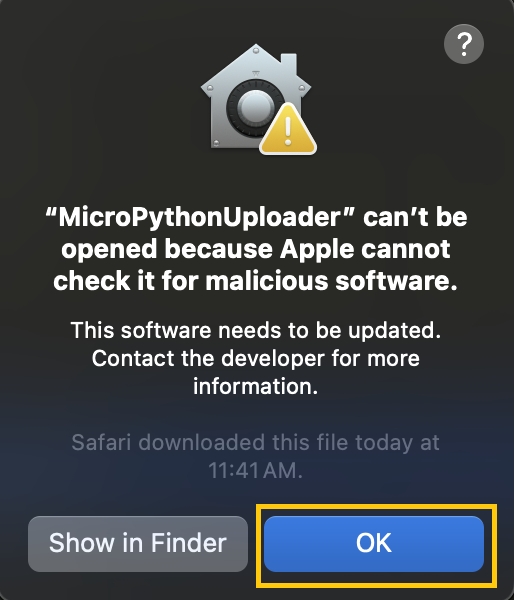 ?
“MicroPythonUploader” can’t be
opened because Apple cannot
check it for malicious software.
This software needs to be updated.
Contact the developer for more
information.
Safari downloaded this file today at
11:41 AM.
Show in Finder
OK